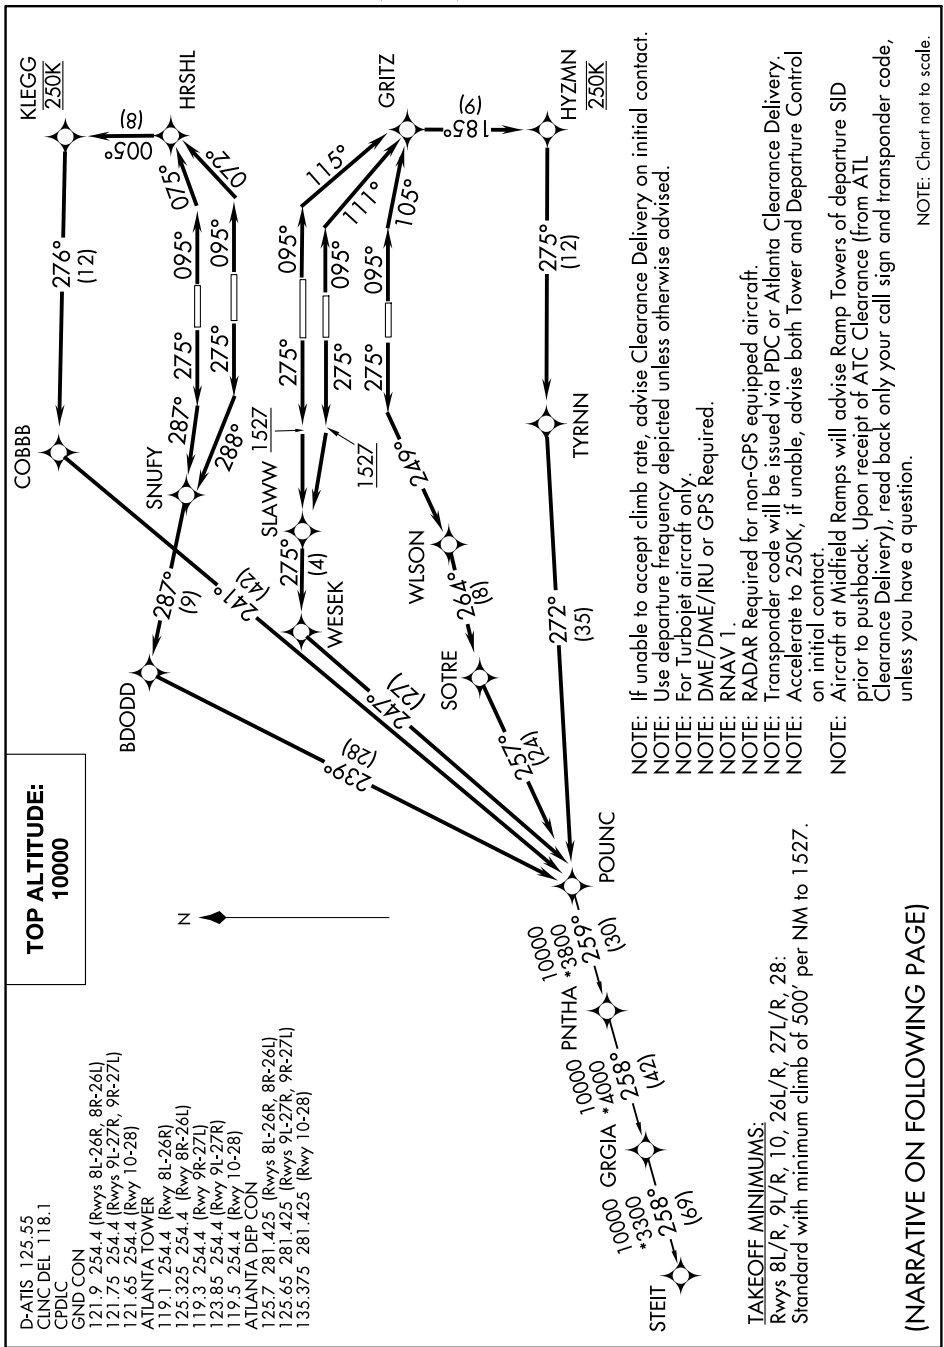 TOP ALTITUDE:
10000
D-ATIS 125.55
CLNC DEL 118.1
CPDLC
GND CON
121.9 254.4 (Rwys 8L-26R, 8R-26L)
121.75 254.4 (Rwys 9L-27R, 9R-27L)
121.65 254.4 (Rwy 10-28)
ATLANTA TOWER
119.1 254.4 (Rwy 8L-26R)
125.325 254.4 (Rwy 8R-26L)
119.3 254.4 (Rwy 9R-27L)
123.85 254.4 (Rwy 9L-27R)
119.5 254.4 (Rwy 10-28)
ATLANTA DEP CON
125.7 281.425 (Rwys 8L-26R, 8R-26L)
125.65 281.425 (Rwys 9L-27R, 9R-27L)
135.375 281.425 (Rwy 10-28)
N
COBBB
276°
(12)
KLEGG
250K
005°
(8)
HRSHL
075°
072°
095°
095°
275°
275°
287°
288°
SNUFY
287°
(9)
BDODD
239°
(28)
241°
(42)
SLAWW
1527
1527
275°
275°
095°
095°
115°
111°
105°
GRITZ
275°
(4)
WESEK
247°
(27)
275°
095°
249°
WLSON
264°
(8)
SOTRE
257°
(24)
185°
(9)
HYZMN
250K
275°
(12)
TYRNN
272°
(35)
POUNC
10000
*3800
259°
(30)
PNTHA
10000
*4000
258°
(42)
GRGIA
10000
*3300
258°
(69)
STEIT
TAKEOFF MINIMUMS:
Rwys 8L/R, 9L/R, 10, 26L/R, 27L/R, 28:
Standard with minimum climb of 500' per NM to 1527.
NOTE: If unable to accept climb rate, advise Clearance Delivery on initial contact.
NOTE: Use departure frequency depicted unless otherwise advised.
NOTE: For Turbojet aircraft only.
NOTE: DME/DME/IRU or GPS Required.
NOTE: RNAV 1.
NOTE: RADAR Required for non-GPS equipped aircraft.
NOTE: Transponder code will be issued via PDC or Atlanta Clearance Delivery.
NOTE: Accelerate to 250K, if unable, advise both Tower and Departure Control
on initial contact.
NOTE: Aircraft at Midfield Ramps will advise Ramp Towers of departure SID
prior to pushback. Upon receipt of ATC Clearance (from ATL
Clearance Delivery), read back only your call sign and transponder code,
unless you have a question.
NOTE: Chart not to scale.
(NARRATIVE ON FOLLOWING PAGE)